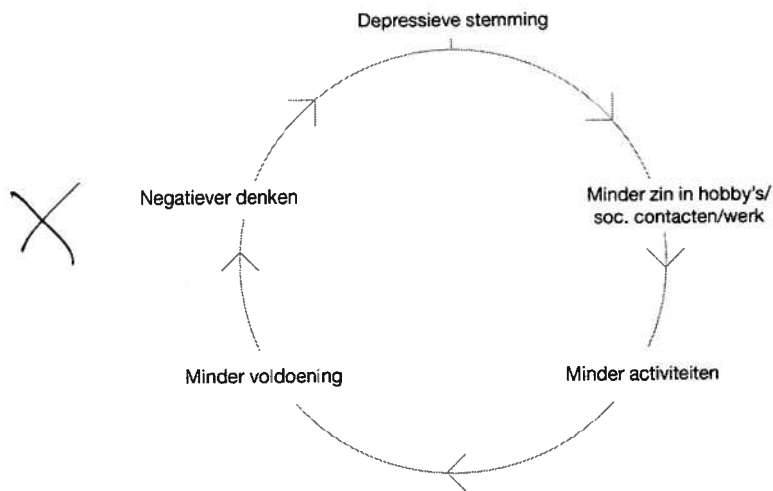 Depressieve stemming
Minder zin in hobby's/
soc. contacten/werk
Minder activiteiten
Minder voldoening
Negatiever denken